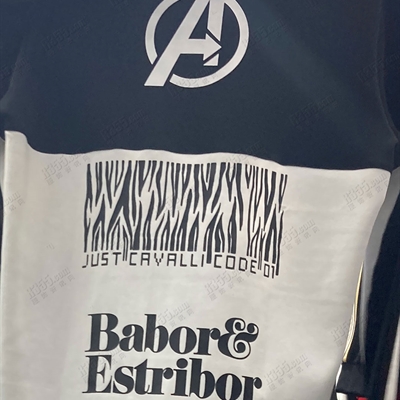 JUST CAVALLI CODE 01
Babor&
Estribor